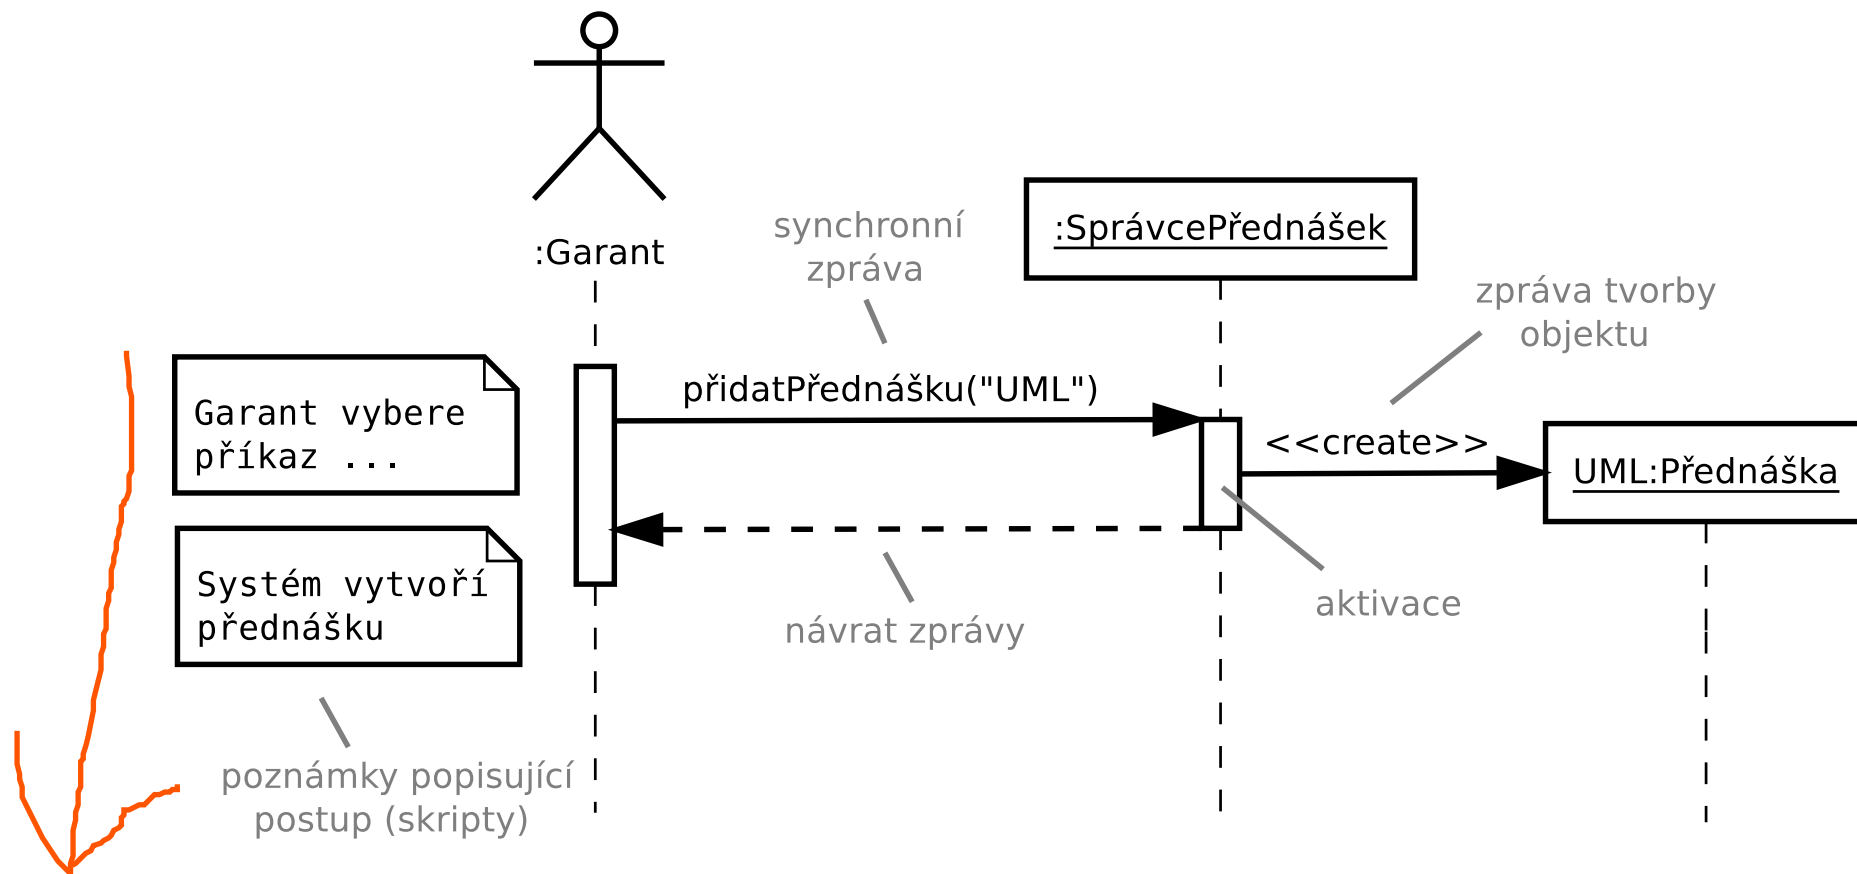 :Garant
synchronní
zpráva
:SprávcePřednášek
zpráva tvorby
objektu
Garant vybere
příkaz ...
přidatPřednášku("UML")
<<create>>
UML:Přednáška
Systém vytvoří
přednášku
návrat zprávy
aktivace
poznámky popisující
postup (skripty)